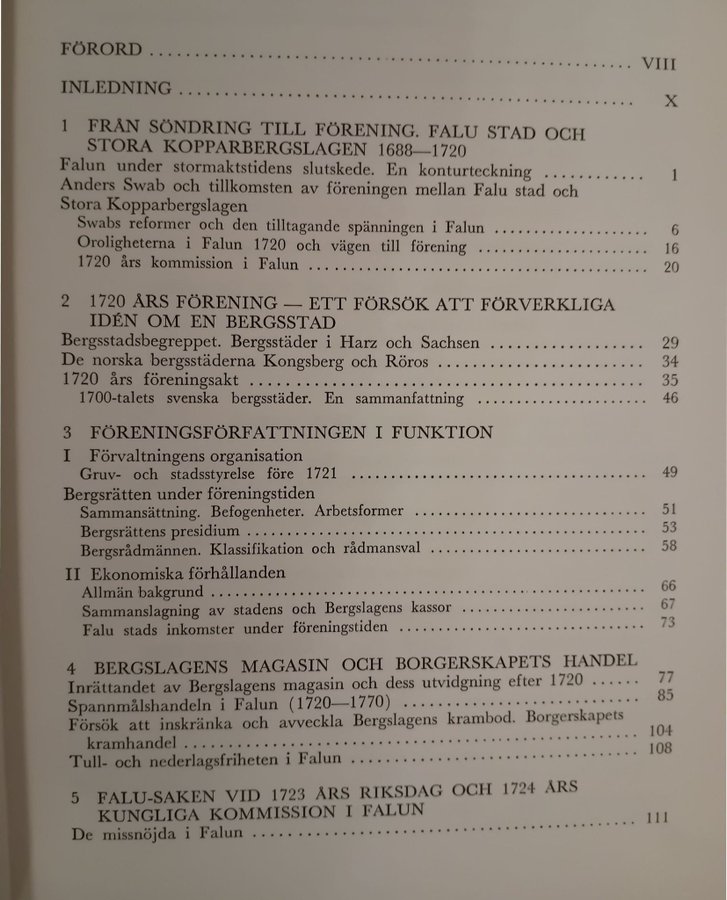 FÖRORD ........................................................ VIII
INLEDNING .................................................... X
1 FRÅN SÖNDRING TILL FÖRENING. FALU STAD OCH
STORA KOPPARBERGSLAGEN 1688—1720
Falun under stormaktstidens slutskede. En konturteckning ............ 1
Anders Swab och tillkomsten av föreningen mellan Falu stad och
Stora Kopparbergslagen
Swabs reformer och den tilltagande spänningen i Falun .................. 6
Oroligheterna i Falun 1720 och vägen till förening .................... 16
1720 års kommission i Falun ........................................ 20
2 1720 ÅRS FÖRENING — ETT FÖRSÖK ATT FÖRVERKLIGA
IDÉN OM EN BERGSSTAD
Bergsstadsbegreppet. Bergsstäder i Harz och Sachsen .................. 29
De norska bergsstäderna Kongsberg och Röros ........................ 34
1720 års föreningsakt .............................................. 35
1700-talets svenska bergsstäder. En sammanfattning .................... 46
3 FÖRENINGSFÖRFATTNINGEN I FUNKTION
I Förvaltningens organisation
Gruv- och stadsstyrelse före 1721 .................................... 49
Bergsrätten under föreningstiden
Sammansättning. Befogenheter. Arbetsformer ............................ 51
Bergsrättens presidium .............................................. 53
Bergsrådmännen. Klassifikation och rådmansval .......................... 58
II Ekonomiska förhållanden
Allmän bakgrund .................................................... 66
Sammanslagning av stadens och Bergslagens kassor ...................... 67
Falu stads inkomster under föreningstiden .............................. 73
4 BERGSLAGENS MAGASIN OCH BORGERSKAPETS HANDEL
Inrättandet av Bergslagens magasin och dess utvidgning efter 1720 ...... 77
Spannmålshandeln i Falun (1720—1770) ............................ 85
Försök att inskränka och avveckla Bergslagens krambod. Borgerskapets
kramhandel ........................................................ 104
Tull- och nederlagsfriheten i Falun .................................. 108
5 FALU-SAKEN VID 1723 ÅRS RIKSDAG OCH 1724 ÅRS
KUNGLIGA KOMMISSION I FALUN
De missnöjda i Falun .............................................. 111